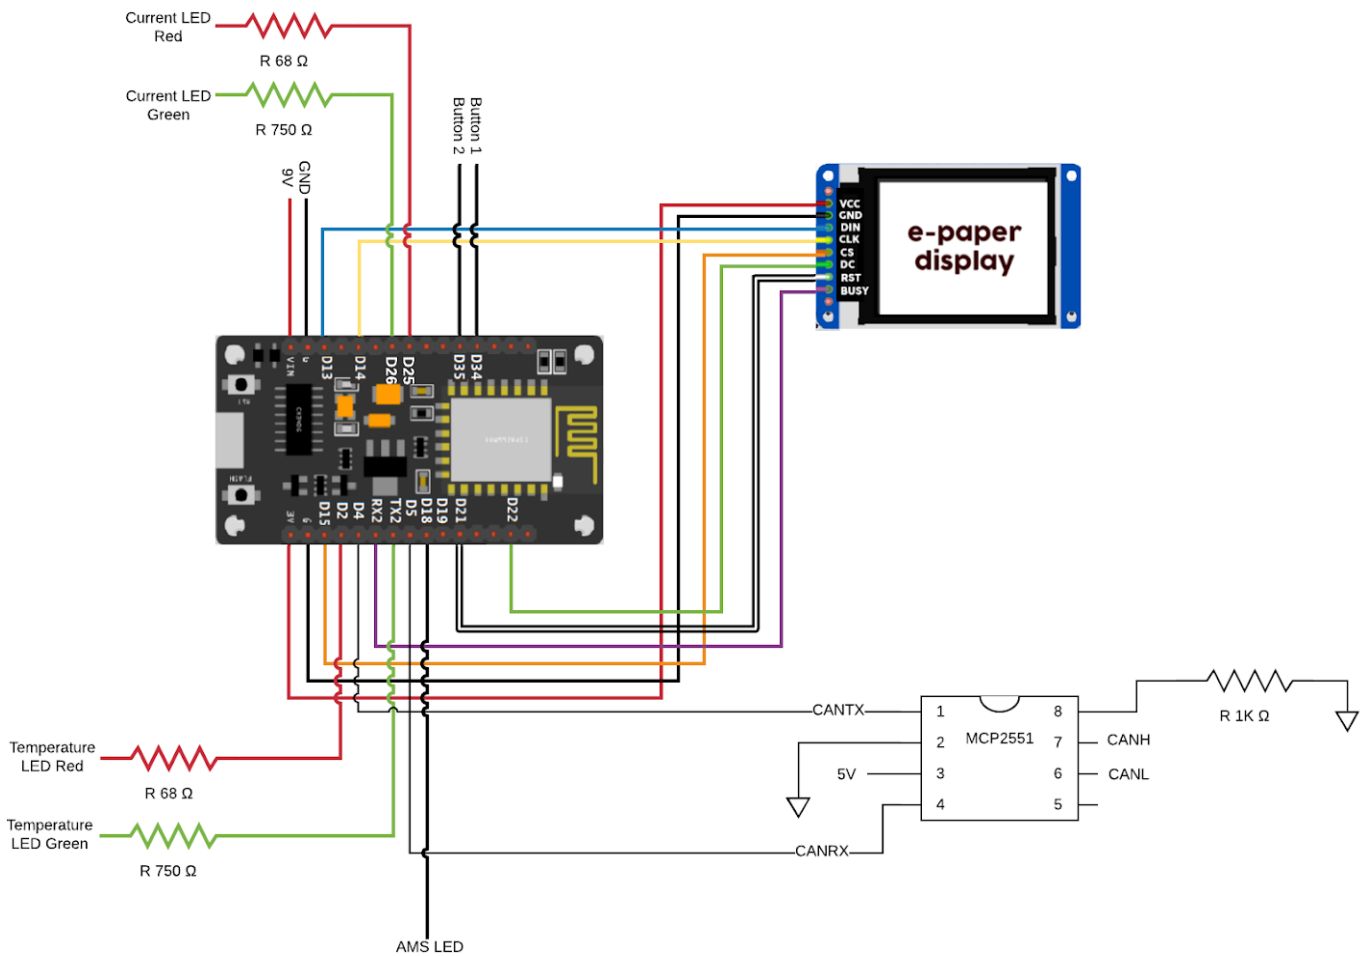 Current LED
Red
R 68 Ω
Current LED
Green
R 750 Ω
9V
GND
Button 2
Button 1
VCC
GND
DIN
CLK
CS
DC
RST
BUSY
e-paper
display
VIN
G
D13
D14
D26
D25
D35
D34
FLASH
3V
G
D15
D2
D4
RX2
TX2
D5
D18
D19
D21
D22
CANTX
1
2
3
4
MCP2551
8
7
6
5
CANH
CANL
5V
R 1K Ω
CANRX
Temperature
LED Red
R 68 Ω
Temperature
LED Green
R 750 Ω
AMS LED